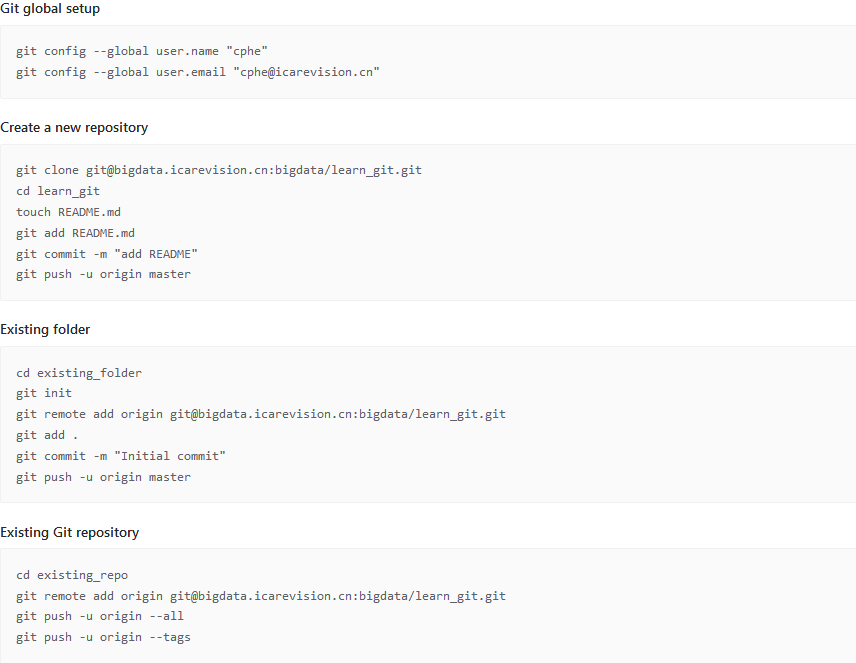 Git global setup
git config --global user.name "cphe"
git config --global user.email "cphe@icarevision.cn"
Create a new repository
git clone git@bigdata.icarevision.cn:bigdata/learn_git.git
cd learn_git
touch README.md
git add README.md
git commit -m "add README"
git push -u origin master
Existing folder
cd existing_folder
git init
git remote add origin git@bigdata.icarevision.cn:bigdata/learn_git.git
git add .
git commit -m "Initial commit"
git push -u origin master
Existing Git repository
cd existing_repo
git remote add origin git@bigdata.icarevision.cn:bigdata/learn_git.git
git push -u origin --all
git push -u origin --tags